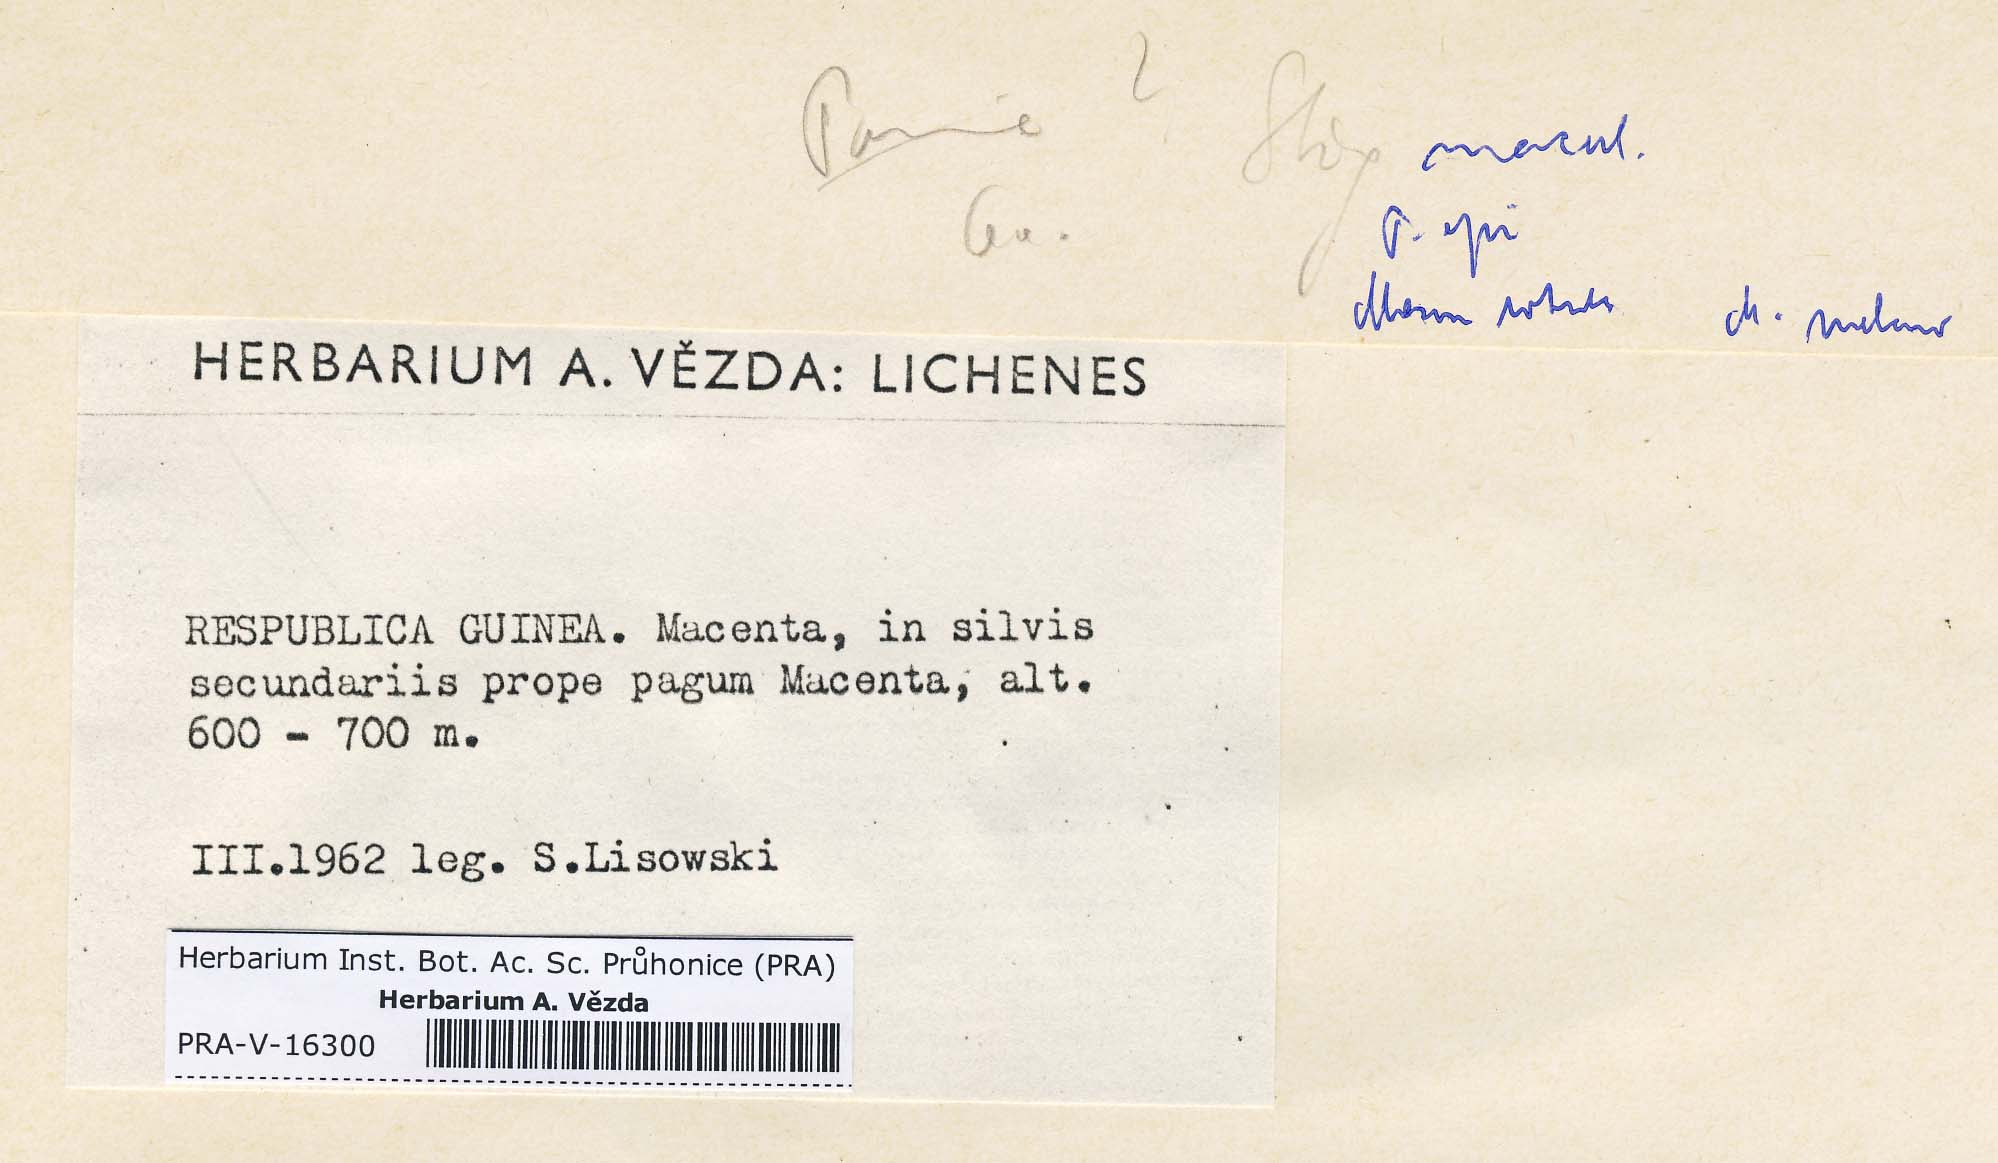 macul.
HERBARIUM A. VĚZDA: LICHENES
RESPUBLICA GUINEA. Macenta, in silvis
secundariis prope pagum Macenta, alt.
600 - 700 m.
III.1962 leg. S.Lisowski
Herbarium Inst. Bot. Ac. Sc. Průhonice (PRA)
Herbarium A. Vězda
PRA-V-16300